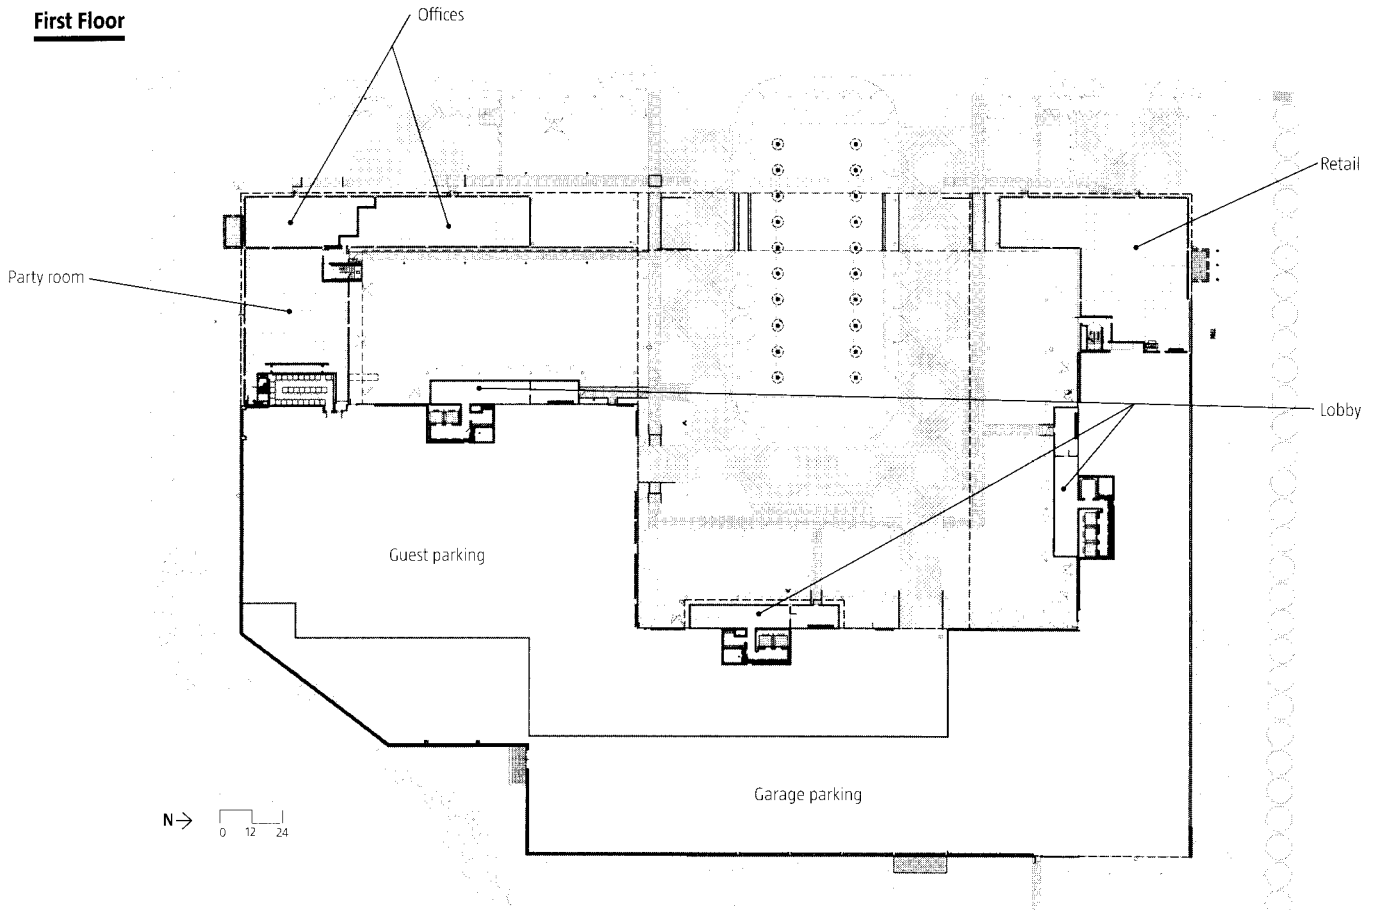 First Floor
Offices
Retail
Party room
Lobby
Guest parking
Garage parking
N
0 12 24